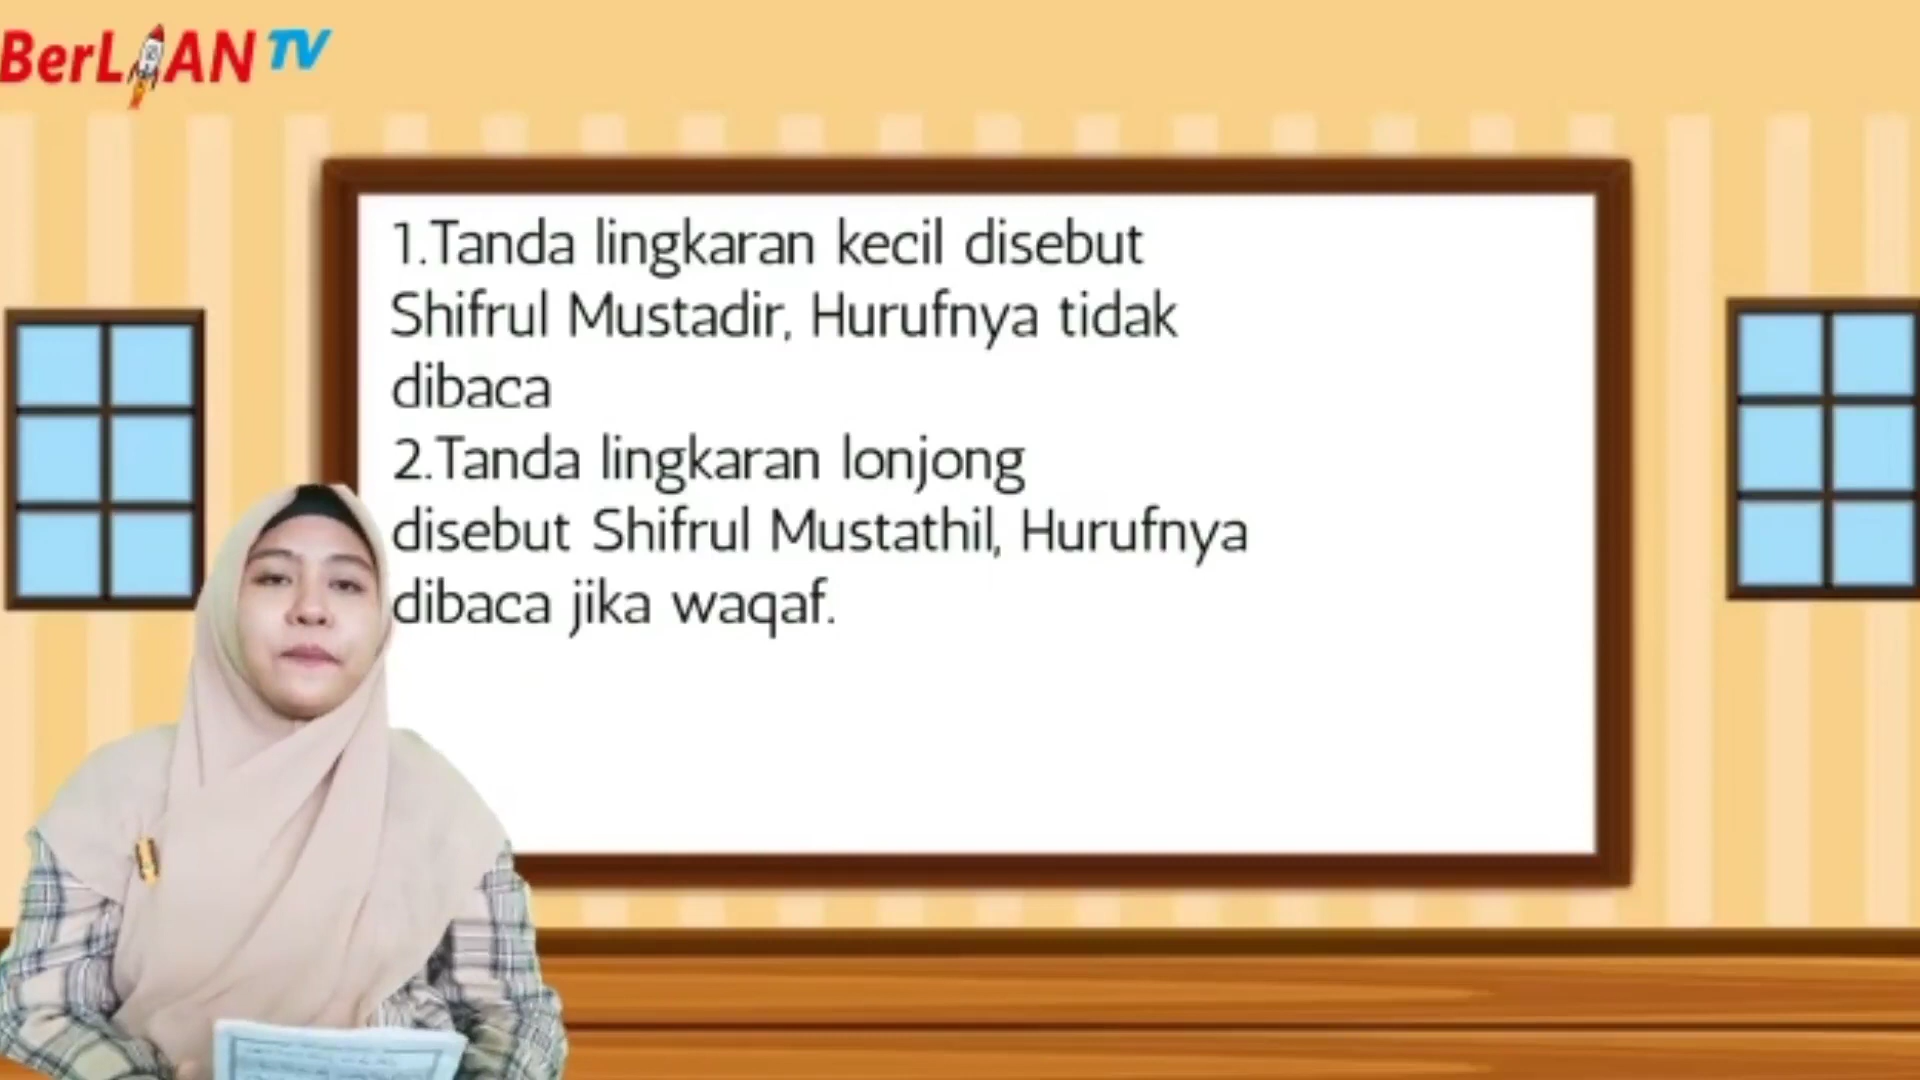 BerLIAN TV
1.Tanda lingkaran kecil disebut
Shifrul Mustadir, Hurufnya tidak
dibaca
2.Tanda lingkaran lonjong
disebut Shifrul Mustathil, Hurufnya
dibaca jika waqaf.